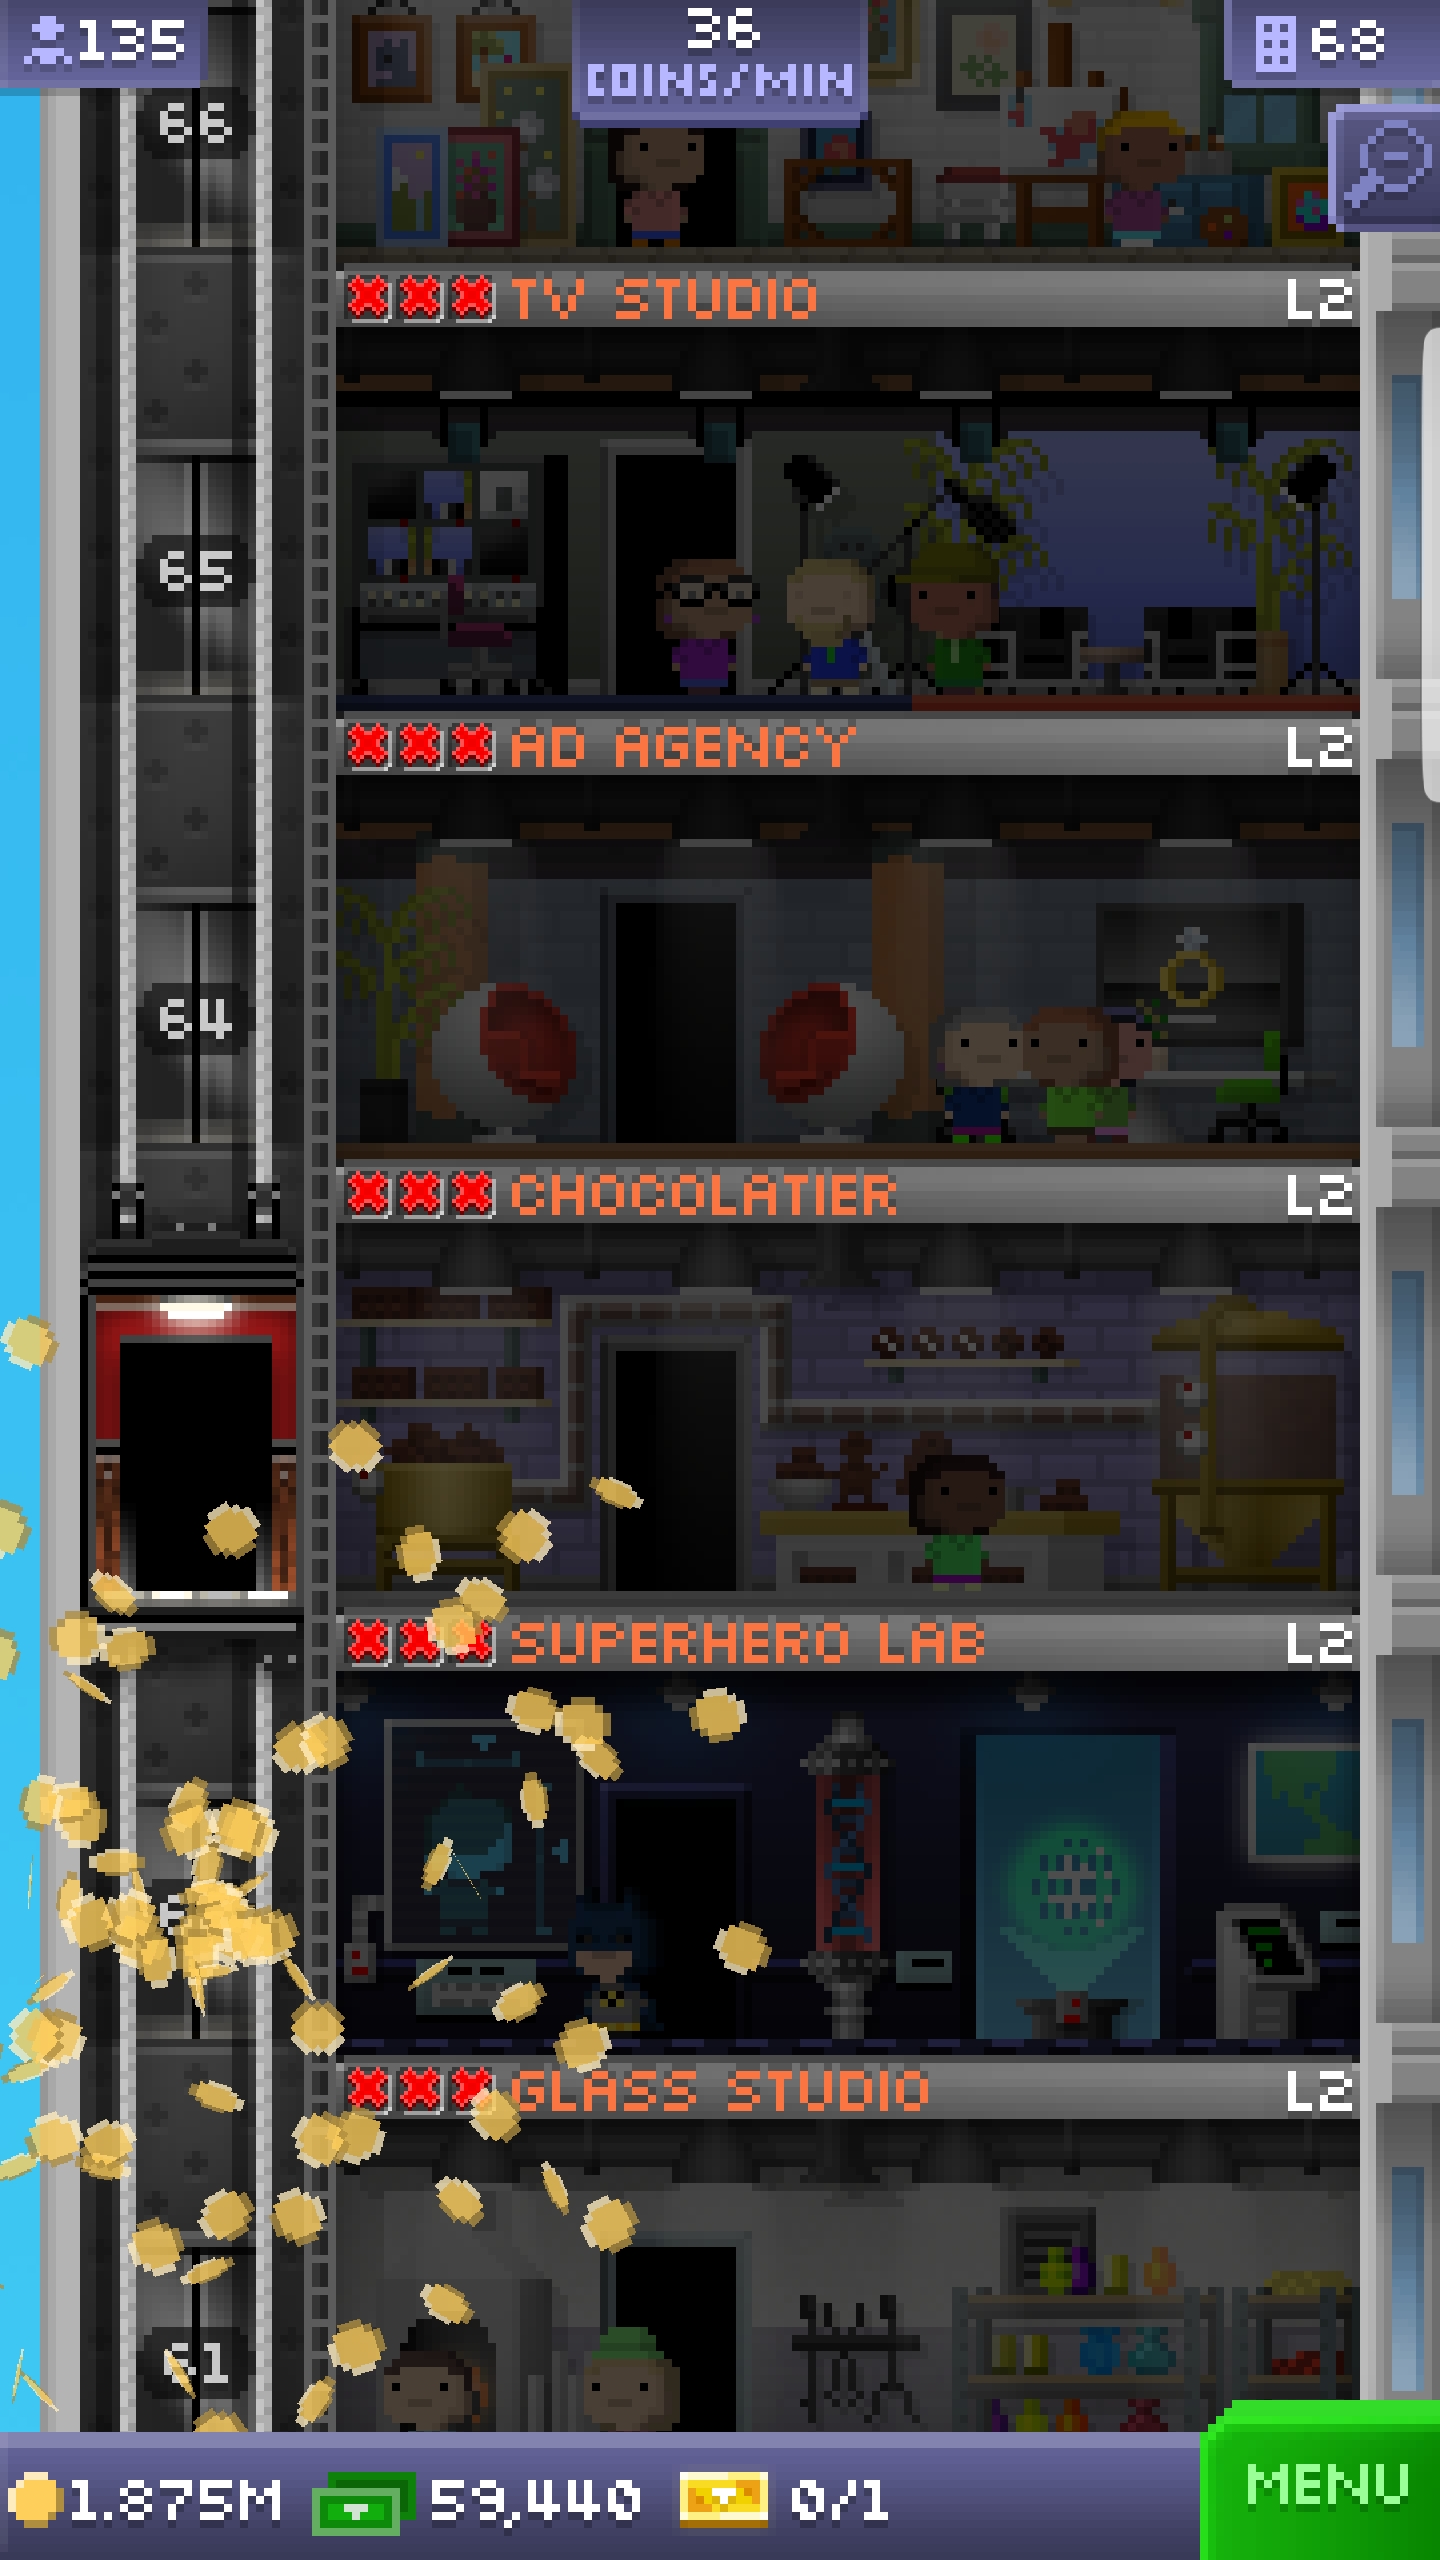 135
36
COINS/MIN
68
66
TV STUDIO L2
65
AD AGENCY L2
64
CHOCOLATIER L2
SUPERHERO LAB L2
GLASS STUDIO L2
61
1.875M 59,440 0/1
MENU